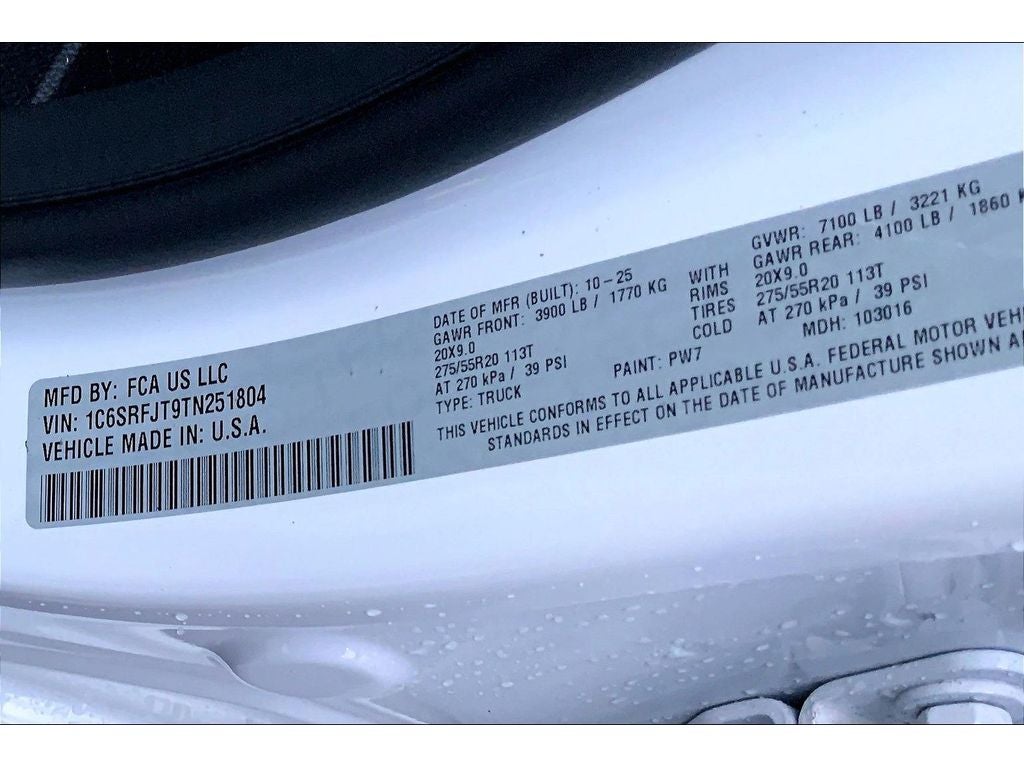 MFD BY: FCA US LLC
VIN: 1C6SRFJT9TN251804
VEHICLE MADE IN: U.S.A.
DATE OF MFR (BUILT): 10-25
GAWR FRONT: 3900 LB / 1770 KG
20X9.0
275/55R20 113T
AT 270 kPa / 39 PSI
TYPE: TRUCK
PAINT: PW7
WITH
RIMS
TIRES
COLD
GVWR: 7100 LB / 3221 KG
GAWR REAR: 4100 LB / 1860
20X9.0
275/55R20 113T
AT 270 kPa / 39 PSI
MDH: 103016
THIS VEHICLE CONFORMS TO ALL APPLICABLE U.S.A. FEDERAL MOTOR VEHI
STANDARDS IN EFFECT ON THE DATE OF MANUFACTURE SHOWN A